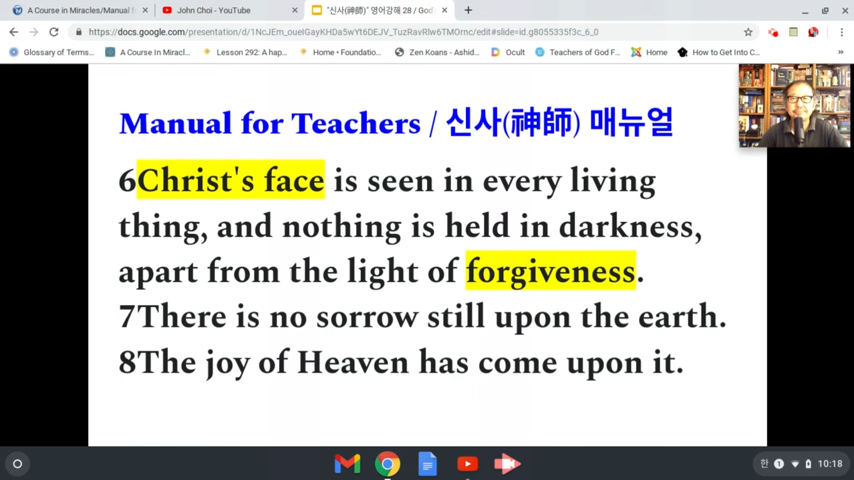 A Course in Miracles/Manual f
John Choi - YouTube
"신사(神師)" 영어강해 28 / God
https://docs.google.com/presentation/d/1NcJEm_oueIGayKHDa5wYt6DEJV_TuzRavRlw6TMOrnc/edit#slide=id.g8055335f3c_6_0
Glossary of Terms...
A Course In Miracl...
Lesson 292: A hap...
Home • Foundatio...
Zen Koans - Ashid...
Ocult
Teachers of God F...
Home
How to Get Into C...
Manual for Teachers / 신사(神師) 매뉴얼
6Christ's face is seen in every living
thing, and nothing is held in darkness,
apart from the light of forgiveness.
7There is no sorrow still upon the earth.
8The joy of Heaven has come upon it.
한 1 10:18